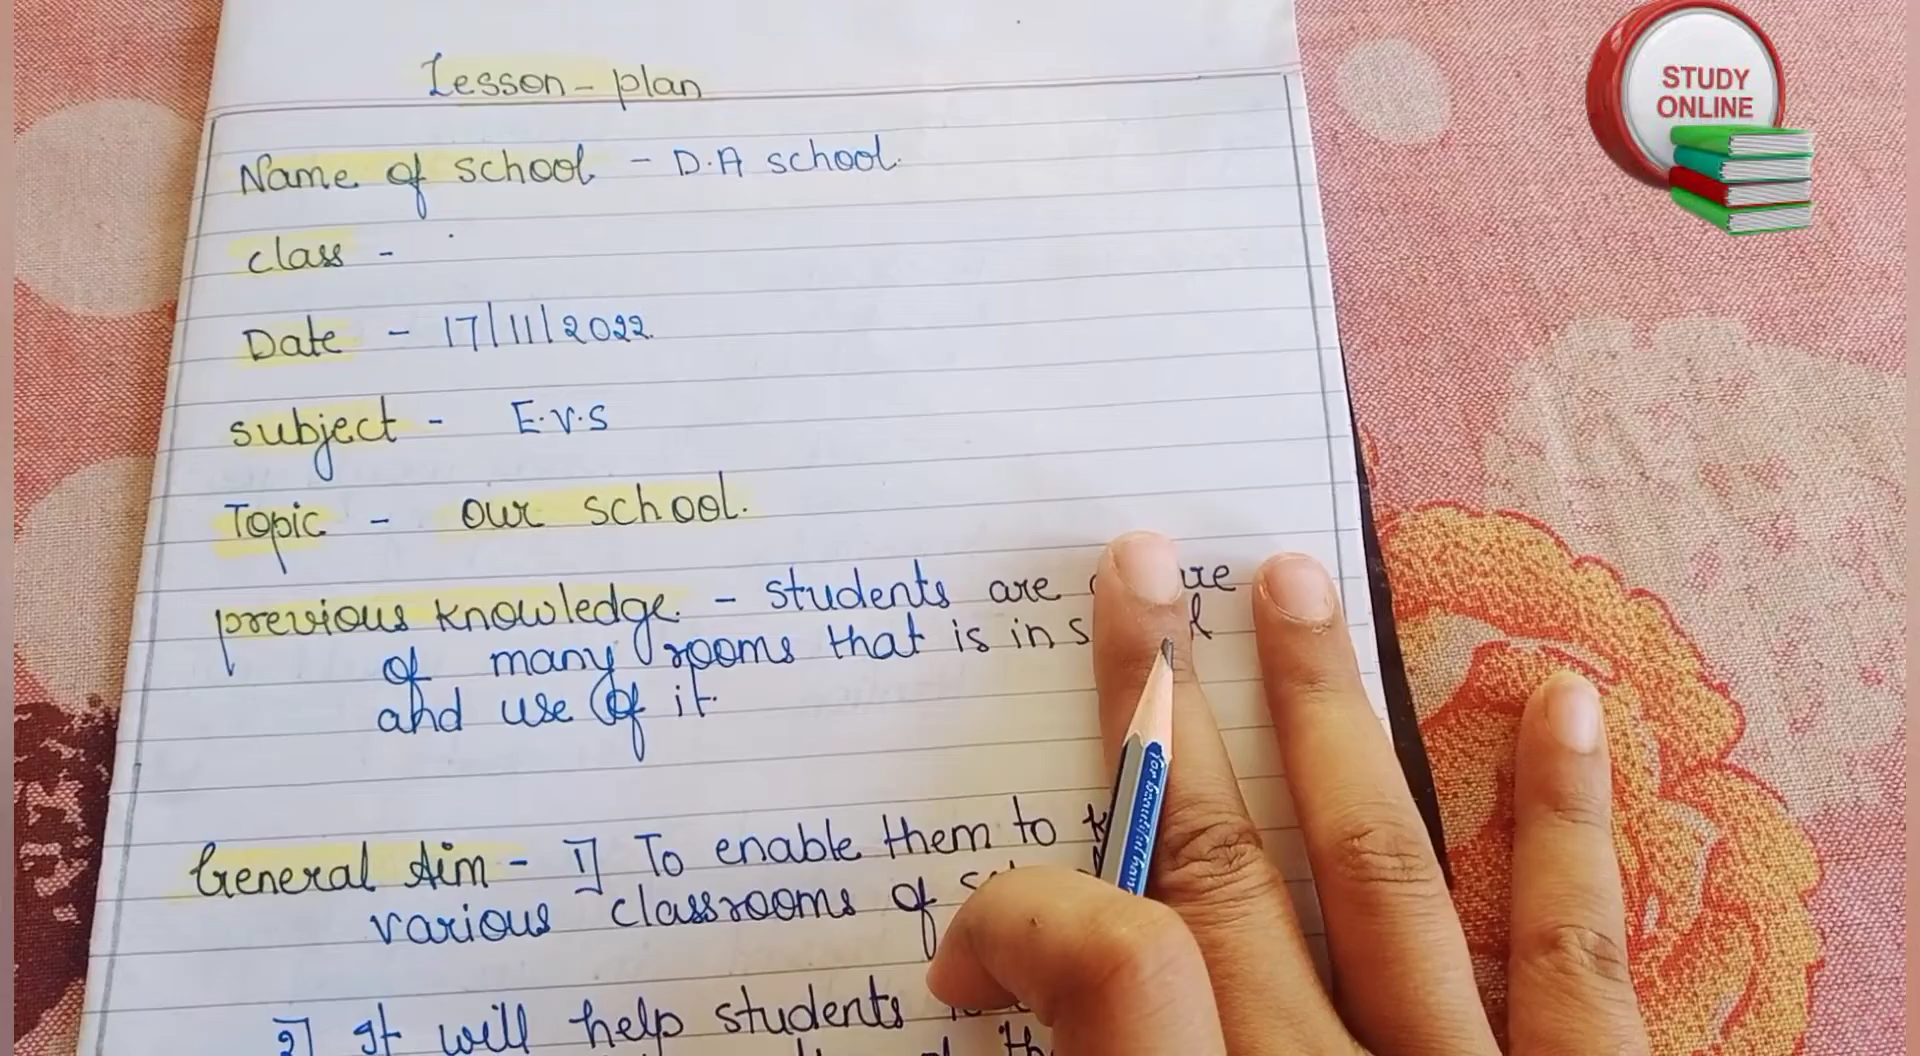 Lesson - plan
Name of school - D.A school.
class -
Date - 17/11/2022.
subject - E.V.S
Topic - our school.
previous knowledge. - students are
of many rooms that is in
and use of it.
General Aim - 1] To enable them to
various classrooms of
2] It will help students
STUDY
ONLINE